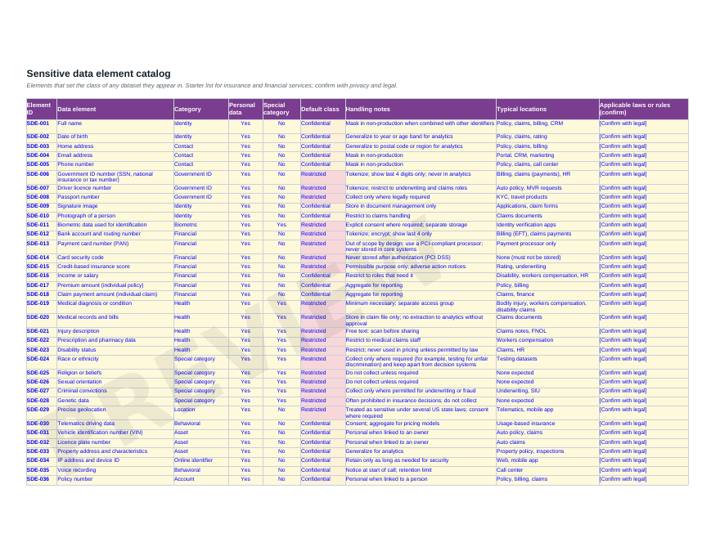 Sensitive data element catalog
Elements that set the class of any dataset they appear in. Starter list for insurance and financial services; confirm with privacy and legal.
Element ID | Data element | Category | Personal data | Special category | Default class | Handling notes | Typical locations | Applicable laws or rules (confirm)
SDE-001 Full name Identity Yes No Confidential Mask in non-production when combined with other identifiers Policy, claims, billing, CRM [Confirm with legal]
SDE-002 Date of birth Identity Yes No Confidential Generalize to year or age band for analytics Policy, claims, rating [Confirm with legal]
SDE-003 Home address Contact Yes No Confidential Generalize to postal code or region for analytics Policy, claims [Confirm with legal]
SDE-004 Email address Contact Yes No Confidential Mask in non-production Portal, CRM, marketing [Confirm with legal]
SDE-005 Phone number Contact Yes No Confidential Mask in non-production Policy, call center [Confirm with legal]
SDE-006 Government ID number (SSN, national insurance or tax number) Government ID Yes No Restricted Tokenize; show last 4 digits only; never in analytics Billing, claims (payments), HR [Confirm with legal]
SDE-007 Driver licence number Government ID Yes No Restricted Tokenize; restrict to underwriting and claims roles Auto policy, MVR requests [Confirm with legal]
SDE-008 Passport number Government ID Yes No Restricted Collect only where legally required KYC, travel products [Confirm with legal]
SDE-009 Signature image Identity Yes No Confidential Store in document management only Applications, claim forms [Confirm with legal]
SDE-010 Photograph of a person Identity Yes No Confidential Restrict to claims handling Claims documents [Confirm with legal]
SDE-011 Biometric data used for identification Biometric Yes Yes Restricted Explicit consent where required; separate storage Identity verification apps [Confirm with legal]
SDE-012 Bank account and routing number Financial Yes No Restricted Tokenize; encrypt; show last 4 only Billing (EFT), claims payments [Confirm with legal]
SDE-013 Payment card number (PAN) Financial Yes No Restricted Out of scope by design: use a PCI-compliant processor; never stored in core systems Payment processor only [Confirm with legal]
SDE-014 Card security code Financial Yes No Restricted Never stored after authorization (PCI DSS) None (must not be stored) [Confirm with legal]
SDE-015 Credit-based insurance score Financial Yes No Restricted Permissible purpose only; adverse action notices Rating, underwriting [Confirm with legal]
SDE-016 Income or salary Financial Yes No Confidential Restrict to roles that need it Disability, workers compensation, HR [Confirm with legal]
SDE-017 Premium amount (individual policy) Financial Yes No Confidential Aggregate for reporting Policy, billing [Confirm with legal]
SDE-018 Claim payment amount (individual claim) Financial Yes No Confidential Aggregate for reporting Claims, finance [Confirm with legal]
SDE-019 Medical diagnosis or condition Health Yes Yes Restricted Minimum necessary; separate access group Bodily injury, workers compensation, disability claims [Confirm with legal]
SDE-020 Medical records and bills Health Yes Yes Restricted Store in claim file only; no extraction to analytics without approval Claims documents [Confirm with legal]
SDE-021 Injury description Health Yes Yes Restricted Free text: scan before sharing Claims notes, FNOL [Confirm with legal]
SDE-022 Prescription and pharmacy data Health Yes Yes Restricted Restrict to medical claims staff Workers compensation [Confirm with legal]
SDE-023 Disability status Health Yes Yes Restricted Restrict; never used in pricing unless permitted by law Claims, HR [Confirm with legal]
SDE-024 Race or ethnicity Special category Yes Yes Restricted Collect only where required (for example, testing for unfair discrimination) and keep apart from decision systems Testing datasets [Confirm with legal]
SDE-025 Religion or beliefs Special category Yes Yes Restricted Do not collect unless required None expected [Confirm with legal]
SDE-026 Sexual orientation Special category Yes Yes Restricted Do not collect unless required None expected [Confirm with legal]
SDE-027 Criminal convictions Special category Yes Yes Restricted Collect only where permitted for underwriting or fraud Underwriting, SIU [Confirm with legal]
SDE-028 Genetic data Special category Yes Yes Restricted Often prohibited in insurance decisions; do not collect None expected [Confirm with legal]
SDE-029 Precise geolocation Location Yes No Restricted Treated as sensitive under several US state laws; consent where required Telematics, mobile app [Confirm with legal]
SDE-030 Telematics driving data Behavioral Yes No Confidential Consent; aggregate for pricing models Usage-based insurance [Confirm with legal]
SDE-031 Vehicle identification number (VIN) Asset Yes No Confidential Personal when linked to an owner Auto policy, claims [Confirm with legal]
SDE-032 Licence plate number Asset Yes No Confidential Personal when linked to an owner Auto claims [Confirm with legal]
SDE-033 Property address and characteristics Asset Yes No Confidential Generalize for analytics Property policy, inspections [Confirm with legal]
SDE-034 IP address and device ID Online identifier Yes No Confidential Retain only as long as needed for security Web, mobile app [Confirm with legal]
SDE-035 Voice recording Behavioral Yes No Confidential Notice at start of call; retention limit Call center [Confirm with legal]
SDE-036 Policy number Account Yes No Confidential Personal when linked to a person Policy, billing, claims [Confirm with legal]